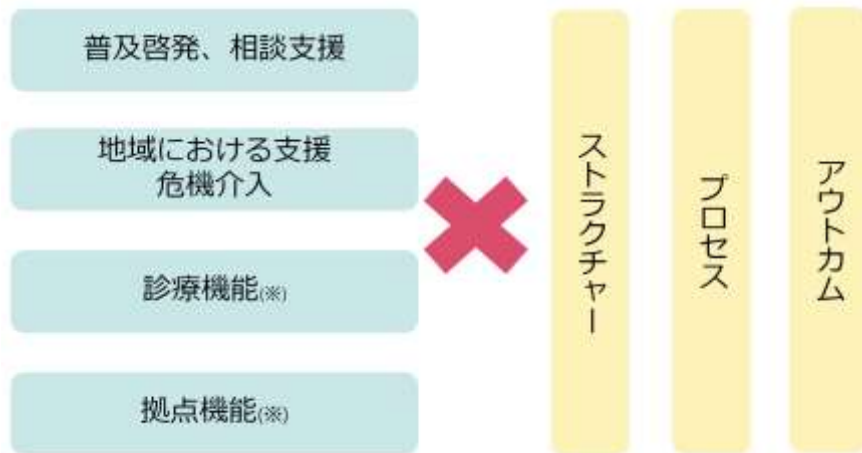 普及啓発、相談支援
地域における支援
危機介入
診療機能(※)
拠点機能(※)
ストラクチャー
プロセス
アウトカム